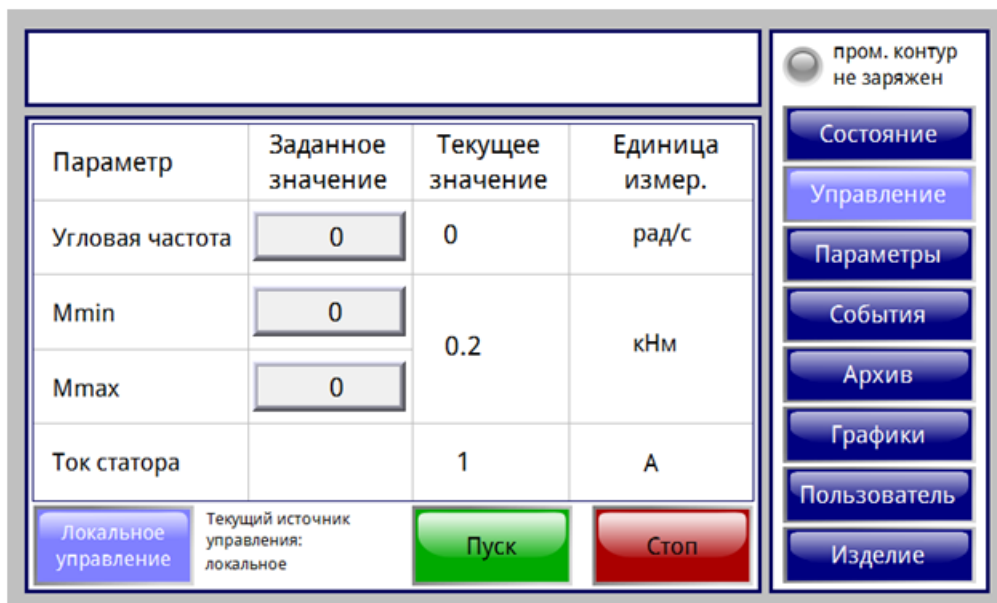 пром. контур
не заряжен
Параметр
Заданное
значение
Текущее
значение
Единица
измер.
Угловая частота
0
0
рад/с
Mmin
0
0.2
кНм
Mmax
0
Ток статора
1
А
Локальное
управление
Текущий источник
управления:
локальное
Пуск
Стоп
Состояние
Управление
Параметры
События
Архив
Графики
Пользователь
Изделие